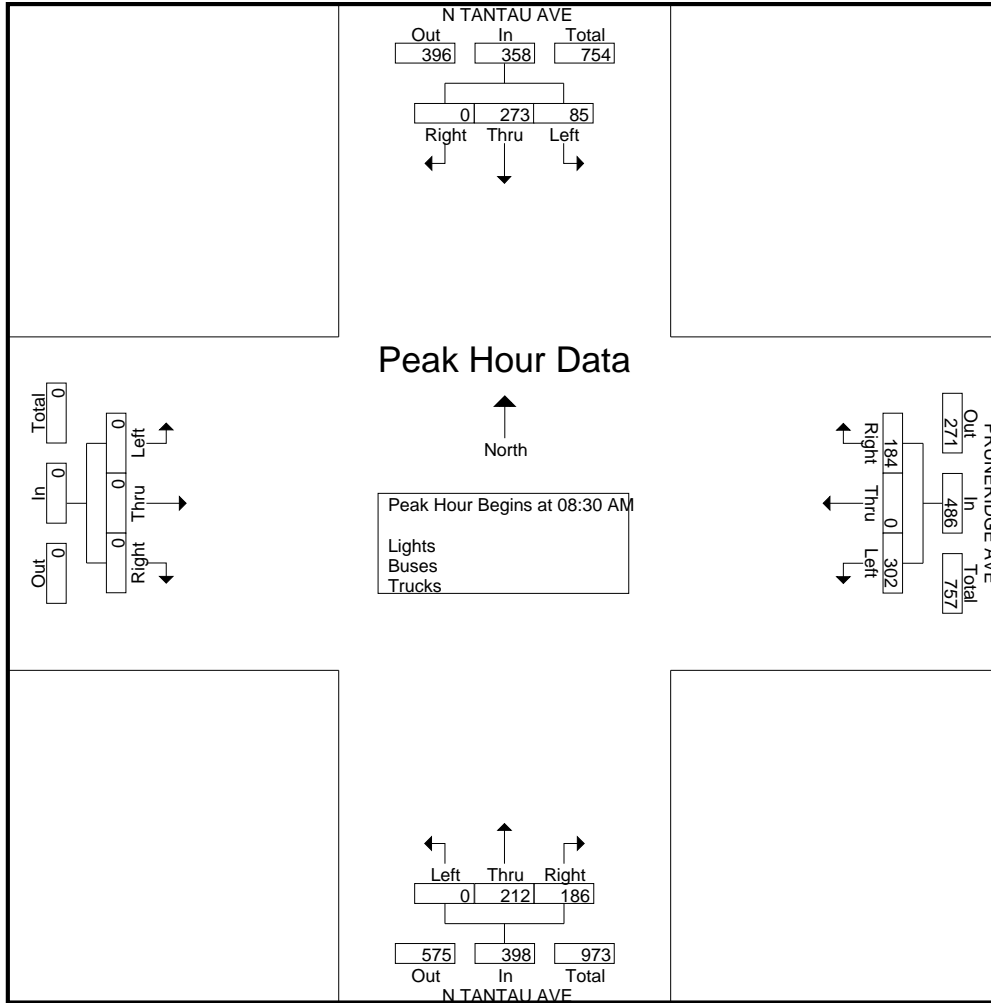 N TANTAU AVE
Out In Total
396 358 754
0 273 85
Right Thru Left
Peak Hour Data
North
Peak Hour Begins at 08:30 AM
Lights
Buses
Trucks
Total In Out
0 0 0
0 0 0
Left Thru Right
PRUNERIDGE AVE
Out In Total
271 486 757
184 0 302
Right Thru Left
Left Thru Right
0 212 186
575 398 973
Out In Total
N TANTAU AVE